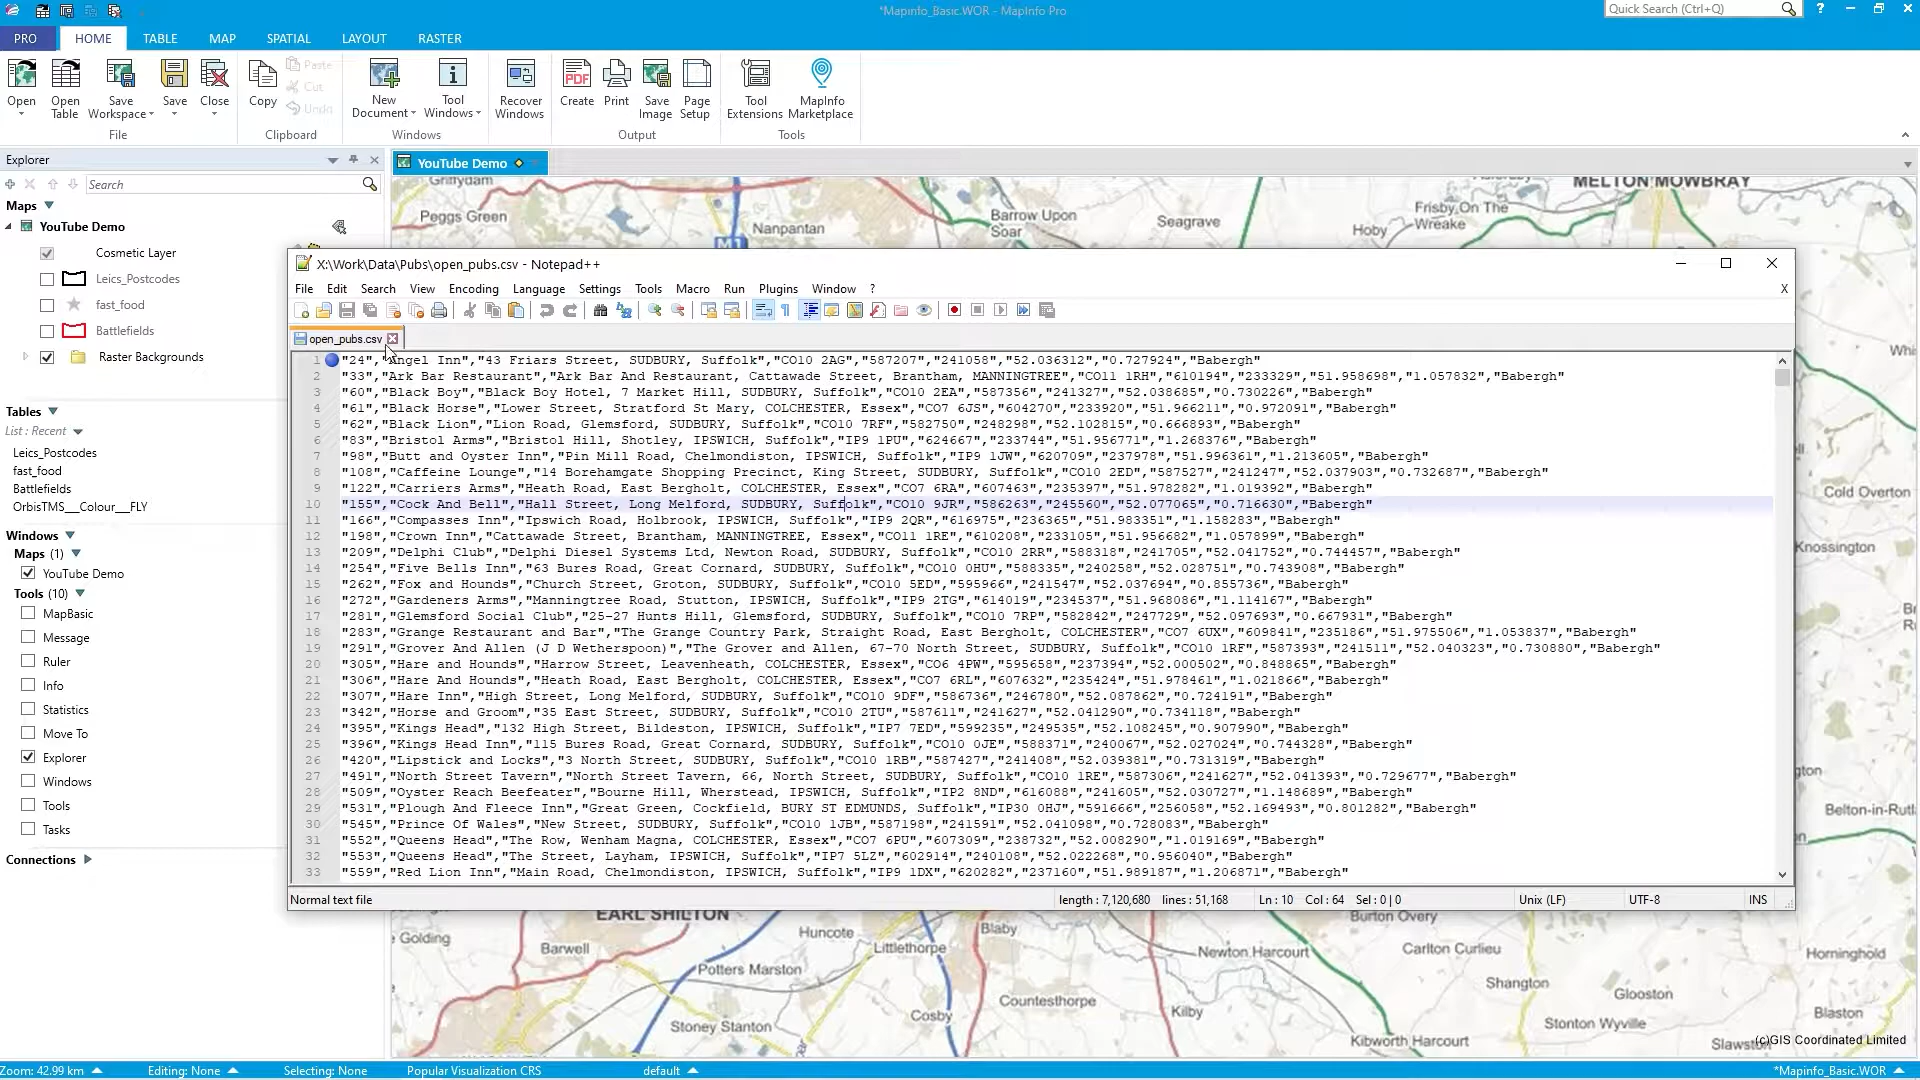 *Mapinfo_Basic.WOR - MapInfo Pro
Quick Search (Ctrl+Q)
?
PRO HOME TABLE MAP SPATIAL LAYOUT RASTER
Open
Open Table
Save Workspace
Save
Close
Copy
Paste
Cut
Undo
New Document
Tool Windows
Recover Windows
Create
Print
Save Image
Page Setup
Tool Extensions
MapInfo Marketplace
File Clipboard Windows Output Tools
Explorer
Search
Maps
YouTube Demo
Cosmetic Layer
Leics_Postcodes
fast_food
Battlefields
Raster Backgrounds
Tables
List : Recent
Leics_Postcodes
fast_food
Battlefields
OrbisTMS___Colour___FLY
Windows
Maps (1)
YouTube Demo
Tools (10)
MapBasic
Message
Ruler
Info
Statistics
Move To
Explorer
Windows
Tools
Tasks
Connections
YouTube Demo
Griffydam
Peggs Green
Nanpantan
M1
Barrow Upon Soar
Seagrave
Hoby
Frisby On The Wreake
MELTON MOWBRAY
X:\Work\Data\Pubs\open_pubs.csv - Notepad++
File Edit Search View Encoding Language Settings Tools Macro Run Plugins Window ? X
open_pubs.csv
1 "24","Angel Inn","43 Friars Street, SUDBURY, Suffolk","CO10 2AG","587207","241058","52.036312","0.727924","Babergh"
2 "33","Ark Bar Restaurant","Ark Bar And Restaurant, Cattawade Street, Brantham, MANNINGTREE","CO11 1RH","610194","233329","51.958698","1.057832","Babergh"
3 "60","Black Boy","Black Boy Hotel, 7 Market Hill, SUDBURY, Suffolk","CO10 2EA","587356","241327","52.038685","0.730226","Babergh"
4 "61","Black Horse","Lower Street, Stratford St Mary, COLCHESTER, Essex","CO7 6JS","604270","233920","51.966211","0.972091","Babergh"
5 "62","Black Lion","Lion Road, Glemsford, SUDBURY, Suffolk","CO10 7RF","582750","248298","52.102815","0.666893","Babergh"
6 "83","Bristol Arms","Bristol Hill, Shotley, IPSWICH, Suffolk","IP9 1PU","624667","233744","51.956771","1.268376","Babergh"
7 "98","Butt and Oyster Inn","Pin Mill Road, Chelmondiston, IPSWICH, Suffolk","IP9 1JW","620709","237978","51.996361","1.213605","Babergh"
8 "108","Caffeine Lounge","14 Borehamgate Shopping Precinct, King Street, SUDBURY, Suffolk","CO10 2ED","587527","241247","52.037903","0.732687","Babergh"
9 "122","Carriers Arms","Heath Road, East Bergholt, COLCHESTER, Essex","CO7 6RA","607463","235397","51.978282","1.019392","Babergh"
10 "155","Cock And Bell","Hall Street, Long Melford, SUDBURY, Suffolk","CO10 9JR","586263","245560","52.077065","0.716630","Babergh"
11 "166","Compasses Inn","Ipswich Road, Holbrook, IPSWICH, Suffolk","IP9 2QR","616975","236365","51.983351","1.158283","Babergh"
12 "198","Crown Inn","Cattawade Street, Brantham, MANNINGTREE, Essex","CO11 1RE","610208","233105","51.956682","1.057899","Babergh"
13 "209","Delphi Club","Delphi Diesel Systems Ltd, Newton Road, SUDBURY, Suffolk","CO10 2RR","588318","241705","52.041752","0.744457","Babergh"
14 "254","Five Bells Inn","63 Bures Road, Great Cornard, SUDBURY, Suffolk","CO10 0HU","588335","240258","52.028751","0.743908","Babergh"
15 "262","Fox and Hounds","Church Street, Groton, SUDBURY, Suffolk","CO10 5ED","595966","241547","52.037694","0.855736","Babergh"
16 "272","Gardeners Arms","Manningtree Road, Stutton, IPSWICH, Suffolk","IP9 2TG","614019","234537","51.968086","1.114167","Babergh"
17 "281","Glemsford Social Club","25-27 Hunts Hill, Glemsford, SUDBURY, Suffolk","CO10 7RP","582842","247729","52.097693","0.667931","Babergh"
18 "283","Grange Restaurant and Bar","The Grange Country Park, Straight Road, East Bergholt, COLCHESTER","CO7 6UX","609841","235186","51.975506","1.053837","Babergh"
19 "291","Grover And Allen (J D Wetherspoon)","The Grover and Allen, 67-70 North Street, SUDBURY, Suffolk","CO10 1RF","587393","241511","52.040323","0.730880","Babergh"
20 "305","Hare and Hounds","Harrow Street, Leavenheath, COLCHESTER, Essex","CO6 4PW","595658","237394","52.000502","0.848865","Babergh"
21 "306","Hare And Hounds","Heath Road, East Bergholt, COLCHESTER, Essex","CO7 6RL","607632","235424","51.978461","1.021866","Babergh"
22 "307","Hare Inn","High Street, Long Melford, SUDBURY, Suffolk","CO10 9DF","586736","246780","52.087862","0.724191","Babergh"
23 "342","Horse and Groom","35 East Street, SUDBURY, Suffolk","CO10 2TU","587611","241627","52.041290","0.734118","Babergh"
24 "395","Kings Head","132 High Street, Bildeston, IPSWICH, Suffolk","IP7 7ED","599235","249535","52.108245","0.907990","Babergh"
25 "396","Kings Head Inn","115 Bures Road, Great Cornard, SUDBURY, Suffolk","CO10 0JE","588371","240067","52.027024","0.744328","Babergh"
26 "420","Lipstick and Locks","3 North Street, SUDBURY, Suffolk","CO10 1RB","587427","241408","52.039381","0.731319","Babergh"
27 "491","North Street Tavern","North Street Tavern, 66, North Street, SUDBURY, Suffolk","CO10 1RE","587306","241627","52.041393","0.729677","Babergh"
28 "509","Oyster Reach Beefeater","Bourne Hill, Wherstead, IPSWICH, Suffolk","IP2 8ND","616088","241605","52.030727","1.148689","Babergh"
29 "531","Plough And Fleece Inn","Great Green, Cockfield, BURY ST EDMUNDS, Suffolk","IP30 0HJ","591666","256058","52.169493","0.801282","Babergh"
30 "545","Prince Of Wales","New Street, SUDBURY, Suffolk","CO10 1JB","587198","241591","52.041098","0.728083","Babergh"
31 "552","Queens Head","The Row, Wenham Magna, COLCHESTER, Essex","CO7 6PU","607309","238732","52.008290","1.019169","Babergh"
32 "553","Queens Head","The Street, Layham, IPSWICH, Suffolk","IP7 5LZ","602914","240108","52.022268","0.956040","Babergh"
33 "559","Red Lion Inn","Main Road, Chelmondiston, IPSWICH, Suffolk","IP9 1DX","620282","237160","51.989187","1.206871","Babergh"
Normal text file length : 7,120,680 lines : 51,168 Ln : 10 Col : 64 Sel : 0 | 0 Unix (LF) UTF-8 INS
Cold Overton
Knossington
Belton-in-Rutl
EARL SHILTON
Golding
Barwell
Huncote
Littlethorpe
Blaby
Potters Marston
Countesthorpe
Cosby
Stoney Stanton
Newton Harcourt
Kilby
Kibworth Harcourt
Burton Overy
Carlton Curlieu
Shangton
Glooston
Stonton Wyville
Horninghold
Blaston
Slawston
(c)GIS Coordinated Limited
Zoom: 42.99 km Editing: None Selecting: None Popular Visualization CRS default *Mapinfo_Basic.WOR